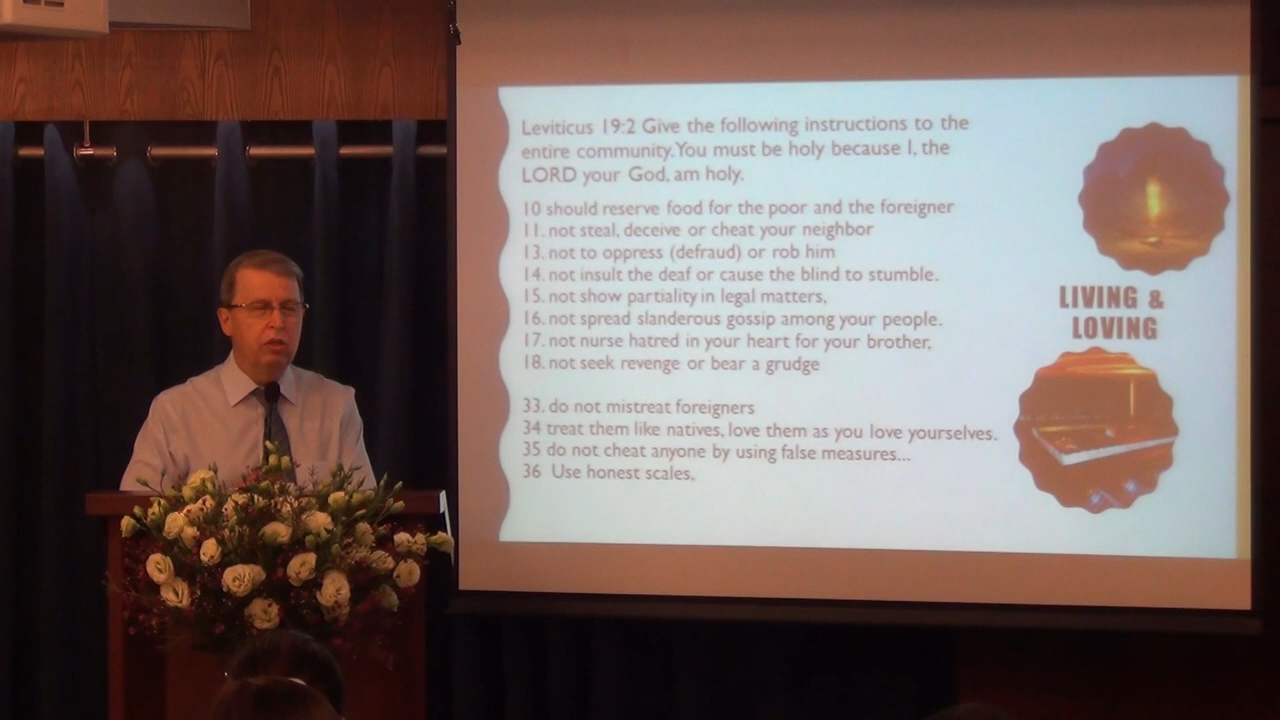 Leviticus 19:2 Give the following instructions to the
entire community. You must be holy because I, the
LORD your God, am holy.
10 should reserve food for the poor and the foreigner
11. not steal, deceive or cheat your neighbor
13. not to oppress (defraud) or rob him
14. not insult the deaf or cause the blind to stumble.
15. not show partiality in legal matters,
16. not spread slanderous gossip among your people.
17. not nurse hatred in your heart for your brother,
18. not seek revenge or bear a grudge
33. do not mistreat foreigners
34 treat them like natives, love them as you love yourselves.
35 do not cheat anyone by using false measures...
36 Use honest scales,
LIVING &
LOVING